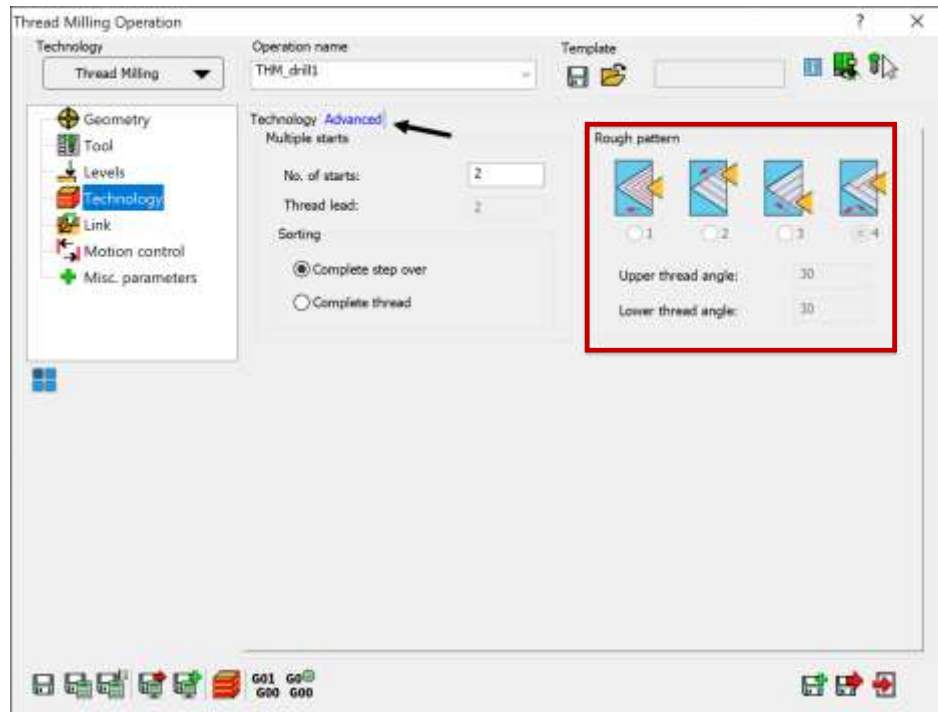 Thread Milling Operation ? ×
Technology Operation name Template
Thread Milling THM_drill1
Geometry
Tool
Levels
Technology
Link
Motion control
Misc. parameters
Technology Advanced
Multiple starts
No. of starts: 2
Thread lead: 2
Sorting
Complete step over
Complete thread
Rough pattern
1 2 3 4
Upper thread angle: 30
Lower thread angle: 30
G01 G0
G00 G00